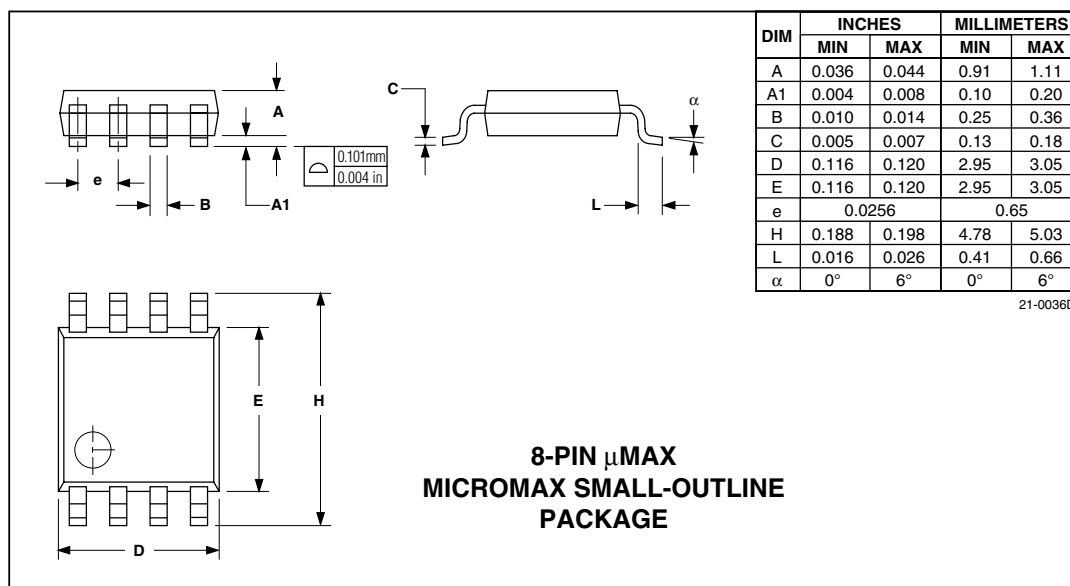 A
e
B
A1
0.101mm
0.004 in
C
α
L
DIM INCHES MILLIMETERS
MIN MAX MIN MAX
A 0.036 0.044 0.91 1.11
A1 0.004 0.008 0.10 0.20
B 0.010 0.014 0.25 0.36
C 0.005 0.007 0.13 0.18
D 0.116 0.120 2.95 3.05
E 0.116 0.120 2.95 3.05
e 0.0256 0.65
H 0.188 0.198 4.78 5.03
L 0.016 0.026 0.41 0.66
α 0° 6° 0° 6°
21-0036D
E
H
D
8-PIN µMAX
MICROMAX SMALL-OUTLINE
PACKAGE